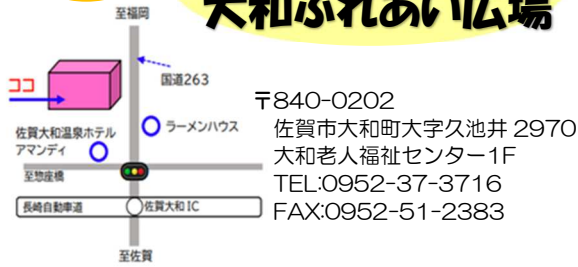 大和ふれあい広場
至福岡
国道263
ココ
ラーメンハウス
佐賀大和温泉ホテル
アマンディ
至惣座橋
長崎自動車道
佐賀大和IC
至佐賀
〒840-0202
佐賀市大和町大字久池井2970
大和老人福祉センター1F
TEL:0952-37-3716
FAX:0952-51-2383